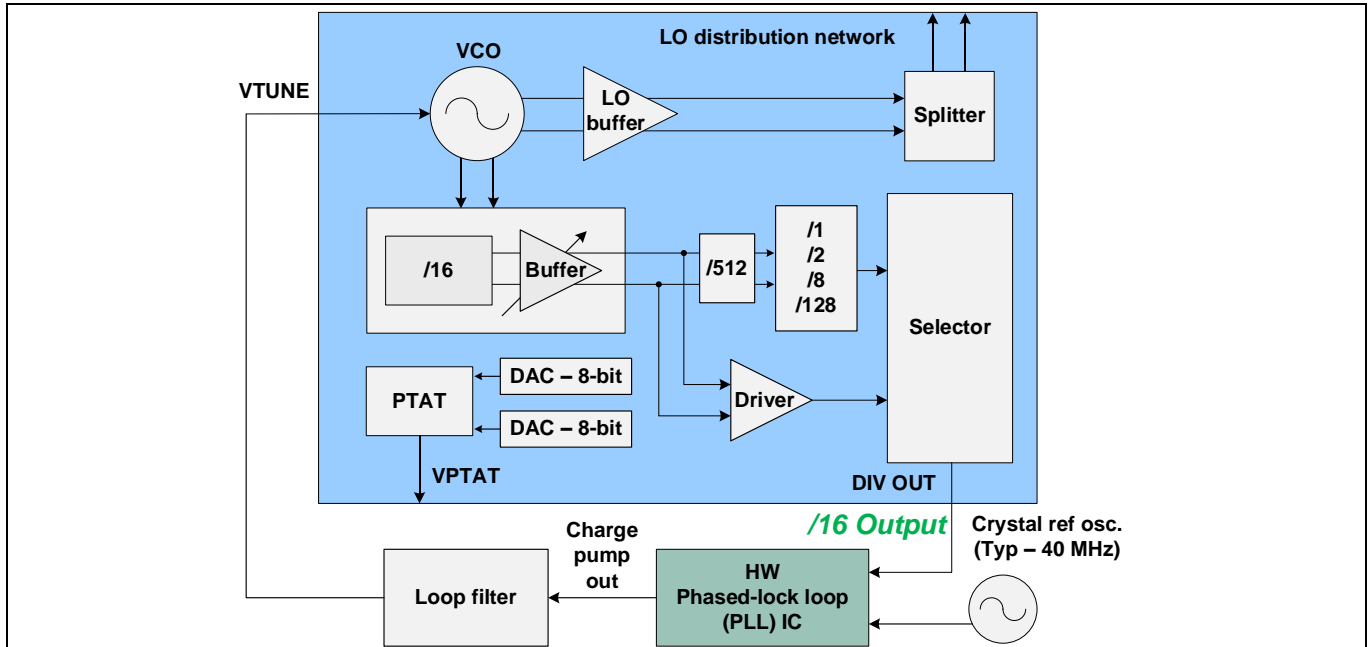 LO distribution network
VCO
VTUNE
LO
buffer
Splitter
/16
Buffer
/512
/1
/2
/8
/128
Selector
PTAT
DAC – 8-bit
DAC – 8-bit
Driver
VPTAT
DIV OUT
/16 Output
Crystal ref osc.
(Typ – 40 MHz)
Charge
pump
out
Loop filter
HW
Phased-lock loop
(PLL) IC